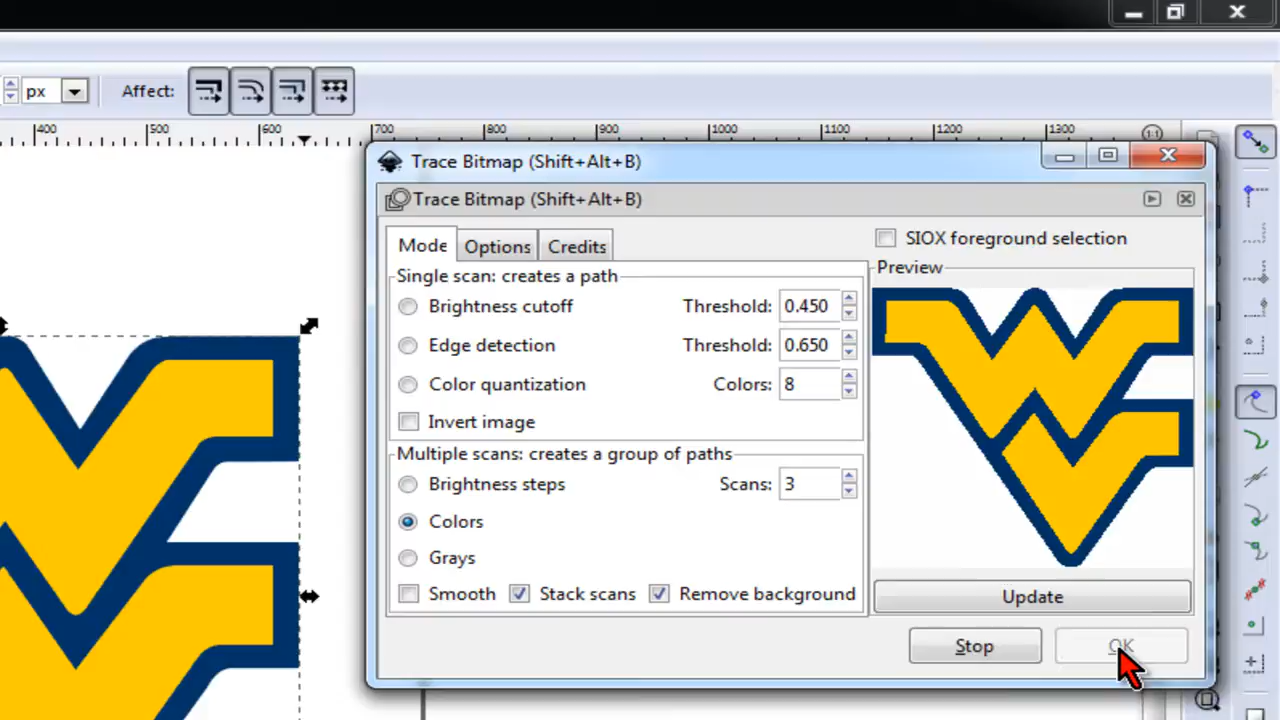 px
Affect:
400 500 600 700 800 900 1000 1100 1200 1300
1:1
Trace Bitmap (Shift+Alt+B)
Trace Bitmap (Shift+Alt+B)
Mode Options Credits
SIOX foreground selection
Single scan: creates a path
Preview
Brightness cutoff Threshold: 0.450
Edge detection Threshold: 0.650
Color quantization Colors: 8
Invert image
Multiple scans: creates a group of paths
Brightness steps Scans: 3
Colors
Grays
Smooth Stack scans Remove background
Update
Stop OK